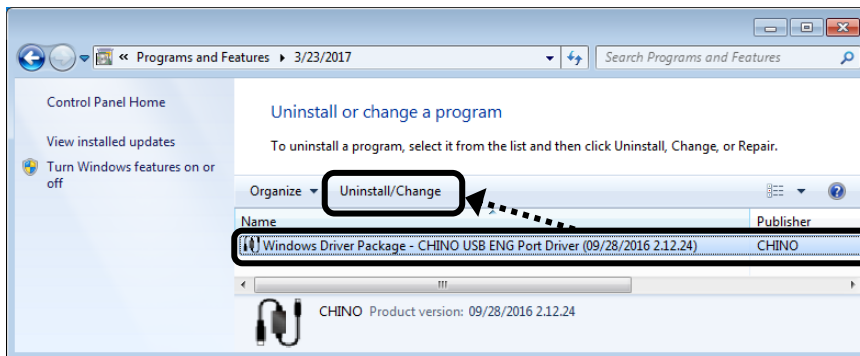 « Programs and Features ▸ 3/23/2017
Search Programs and Features
Control Panel Home
View installed updates
Turn Windows features on or
off
Uninstall or change a program
To uninstall a program, select it from the list and then click Uninstall, Change, or Repair.
Organize
Uninstall/Change
Name
Publisher
Windows Driver Package - CHINO USB ENG Port Driver (09/28/2016 2.12.24)
CHINO
CHINO Product version: 09/28/2016 2.12.24